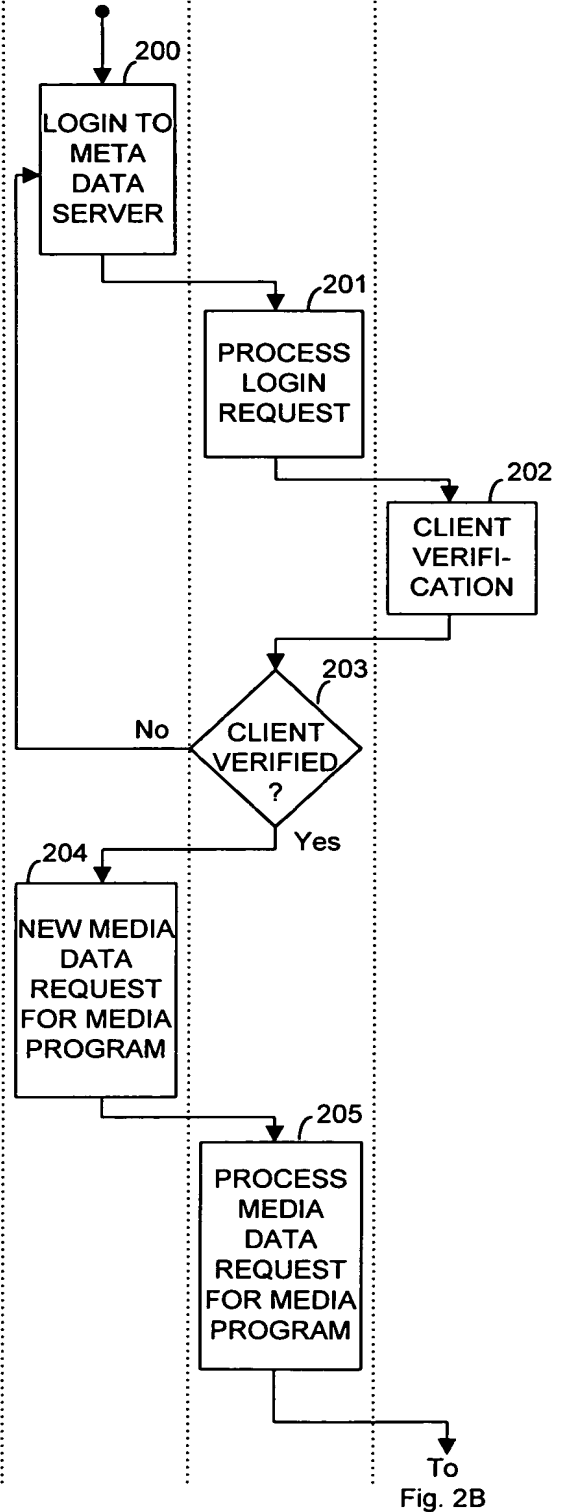 200
LOGIN TO
META
DATA
SERVER
201
PROCESS
LOGIN
REQUEST
202
CLIENT
VERIFI-
CATION
203
CLIENT
VERIFIED
?
No
Yes
204
NEW MEDIA
DATA
REQUEST
FOR MEDIA
PROGRAM
205
PROCESS
MEDIA
DATA
REQUEST
FOR MEDIA
PROGRAM
To
Fig. 2B